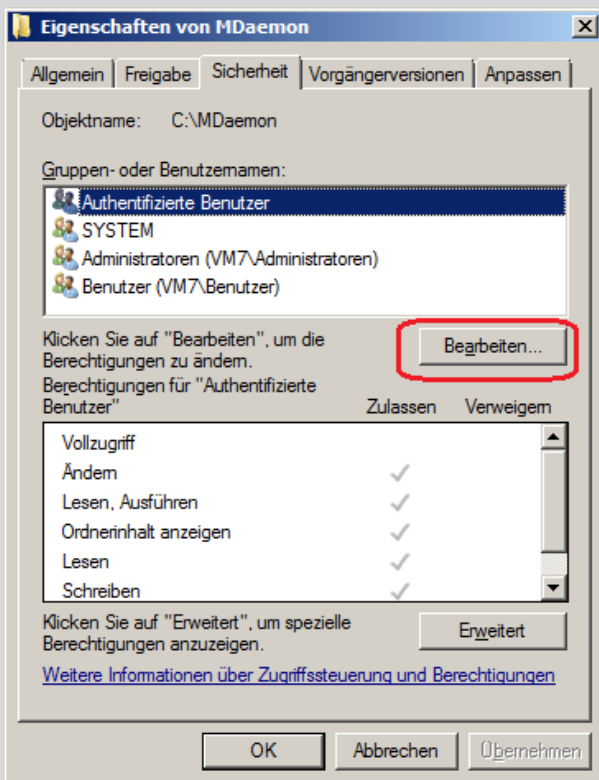 Eigenschaften von MDaemon
Allgemein Freigabe Sicherheit Vorgängerversionen Anpassen
Objektname: C:\MDaemon
Gruppen- oder Benutzernamen:
Authentifizierte Benutzer
SYSTEM
Administratoren (VM7\Administratoren)
Benutzer (VM7\Benutzer)
Klicken Sie auf "Bearbeiten", um die
Berechtigungen zu ändern.
Bearbeiten...
Berechtigungen für "Authentifizierte
Benutzer"
Zulassen Verweigern
Vollzugriff
Ändern
Lesen, Ausführen
Ordnerinhalt anzeigen
Lesen
Schreiben
Klicken Sie auf "Erweitert", um spezielle
Berechtigungen anzuzeigen.
Erweitert
Weitere Informationen über Zugriffssteuerung und Berechtigungen
OK Abbrechen Übernehmen